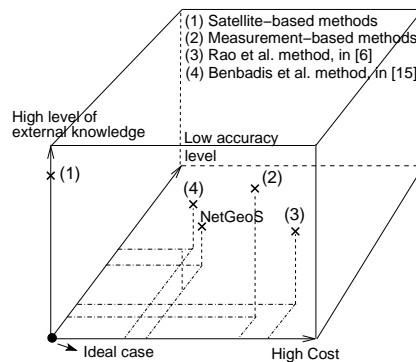 (1) Satellite-based methods
(2) Measurement-based methods
(3) Rao et al. method, in [6]
(4) Benbadis et al. method, in [15]
High level of
external knowledge
Low accuracy
level
(1)
(2)
(4)
NetGeoS
(3)
Ideal case
High Cost